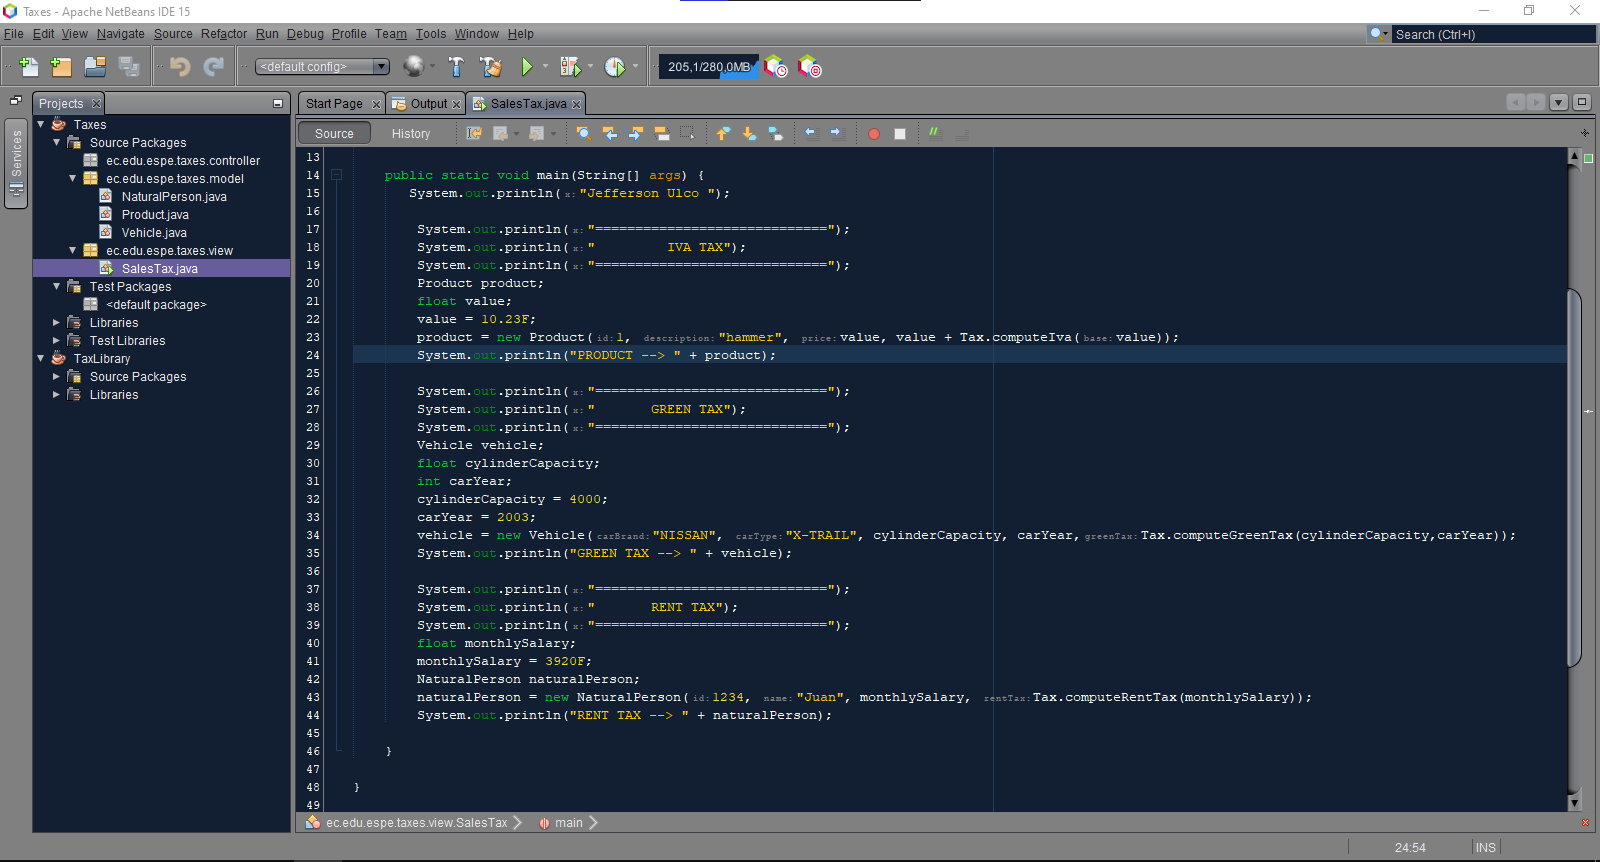 Taxes - Apache NetBeans IDE 15
File Edit View Navigate Source Refactor Run Debug Profile Team Tools Window Help
Search (Ctrl+I)
<default config>
205,1/280,0MB
Projects
Start Page
Output
SalesTax.java
Services
Source
History
Taxes
Source Packages
ec.edu.espe.taxes.controller
ec.edu.espe.taxes.model
NaturalPerson.java
Product.java
Vehicle.java
ec.edu.espe.taxes.view
SalesTax.java
Test Packages
<default package>
Libraries
Test Libraries
TaxLibrary
Source Packages
Libraries
13
14 public static void main(String[] args) {
15 System.out.println(x:"Jefferson Ulco ");
16
17 System.out.println(x:"=============================");
18 System.out.println(x:"         IVA TAX");
19 System.out.println(x:"=============================");
20 Product product;
21 float value;
22 value = 10.23F;
23 product = new Product(id:1, description:"hammer", price:value, value + Tax.computeIva(base:value));
24 System.out.println("PRODUCT --> " + product);
25
26 System.out.println(x:"=============================");
27 System.out.println(x:"       GREEN TAX");
28 System.out.println(x:"=============================");
29 Vehicle vehicle;
30 float cylinderCapacity;
31 int carYear;
32 cylinderCapacity = 4000;
33 carYear = 2003;
34 vehicle = new Vehicle(carBrand:"NISSAN", carType:"X-TRAIL", cylinderCapacity, carYear,greenTax:Tax.computeGreenTax(cylinderCapacity,carYear));
35 System.out.println("GREEN TAX --> " + vehicle);
36
37 System.out.println(x:"=============================");
38 System.out.println(x:"       RENT TAX");
39 System.out.println(x:"=============================");
40 float monthlySalary;
41 monthlySalary = 3920F;
42 NaturalPerson naturalPerson;
43 naturalPerson = new NaturalPerson(id:1234, name:"Juan", monthlySalary, rentTax:Tax.computeRentTax(monthlySalary));
44 System.out.println("RENT TAX --> " + naturalPerson);
45
46 }
47
48 }
49
ec.edu.espe.taxes.view.SalesTax
main
24:54
INS